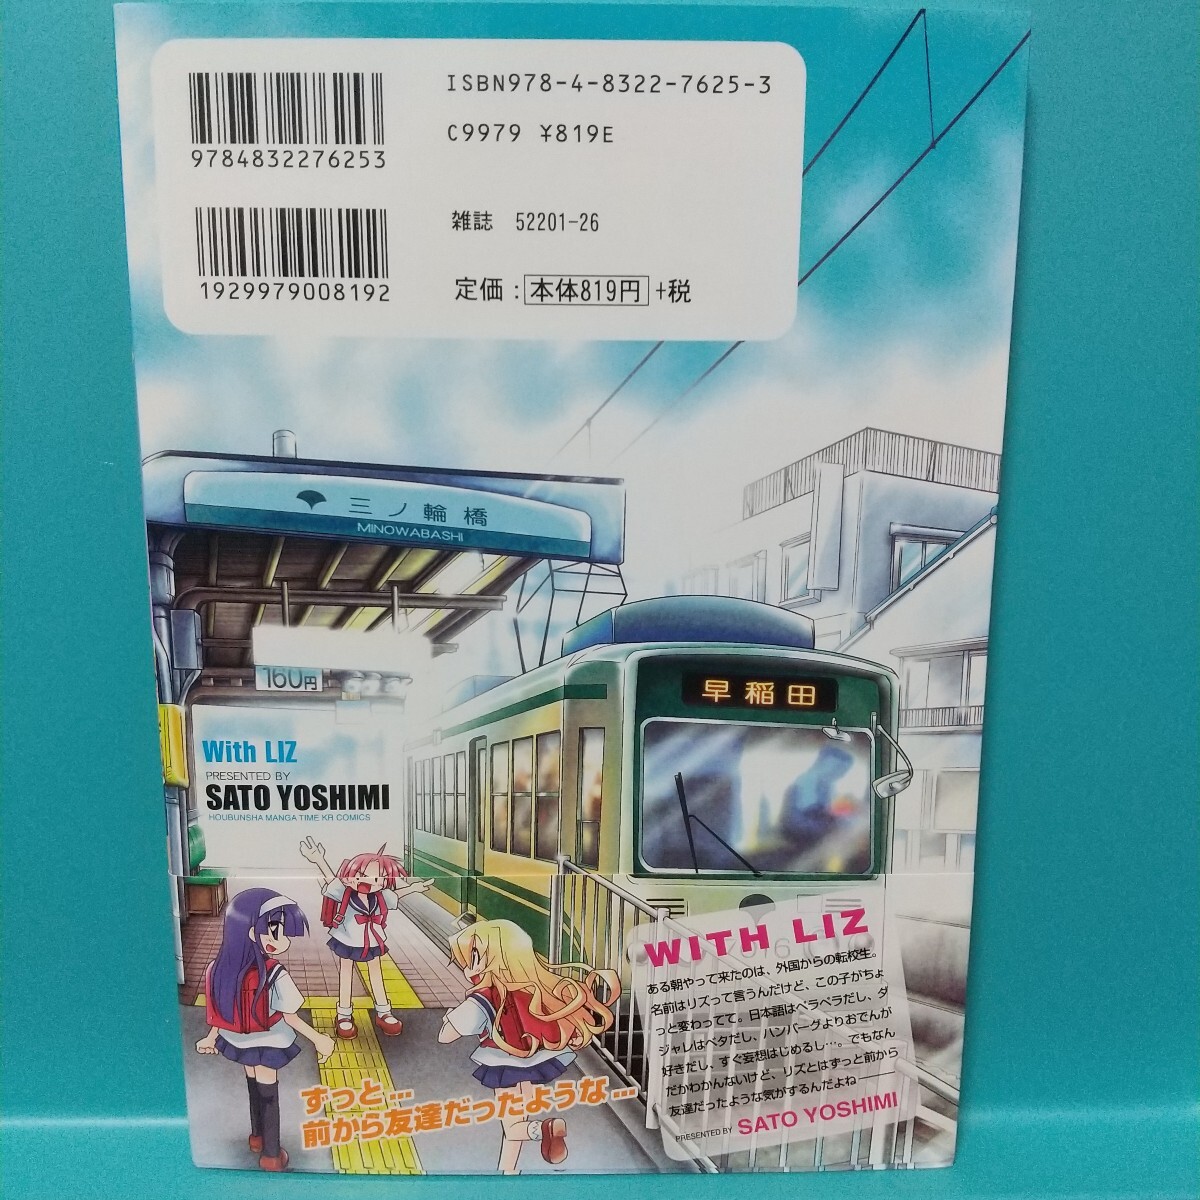 ISBN978-4-8322-7625-3
9784832276253
C9979 ¥819E
雑誌 52201-26
1929979008192
定価:本体819円+税
三ノ輪橋
MINOWABASHI
160円
早稲田
With LIZ
PRESENTED BY
SATO YOSHIMI
HOUBUNSHA MANGA TIME KR COMICS
WITH LIZ
ある朝やって来たのは、外国からの転校生。
名前はリズって言うんだけど、この子がちょ
っと変わってて。日本語はペラペラだし、ダ
ジャレはベタだし、ハンバーグよりおでんが
好きだし、すぐ妄想はじめるし…。でもなん
だかわかんないけど、リズとはずっと前から
友達だったような気がするんだよね――
PRESENTED BY SATO YOSHIMI
ずっと…
前から友達だったような…